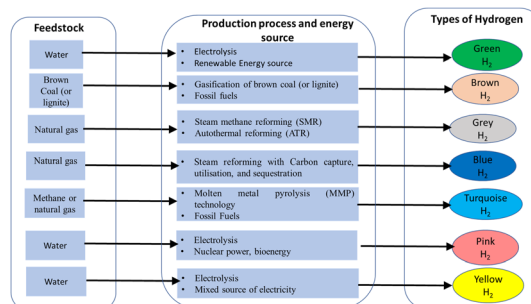 Feedstock
Production process and energy
source
Types of Hydrogen
Water
• Electrolysis
• Renewable Energy source
Green
H2
Brown
Coal (or
lignite)
• Gasification of brown coal (or lignite)
• Fossil fuels
Brown
H2
Natural gas
• Steam methane reforming (SMR)
• Autothermal reforming (ATR)
Grey
H2
Natural gas
• Steam reforming with Carbon capture,
utilisation, and sequestration
Blue
H2
Methane or
natural gas
• Molten metal pyrolysis (MMP)
technology
• Fossil Fuels
Turquoise
H2
Water
• Electrolysis
• Nuclear power, bioenergy
Pink
H2
Water
• Electrolysis
• Mixed source of electricity
Yellow
H2